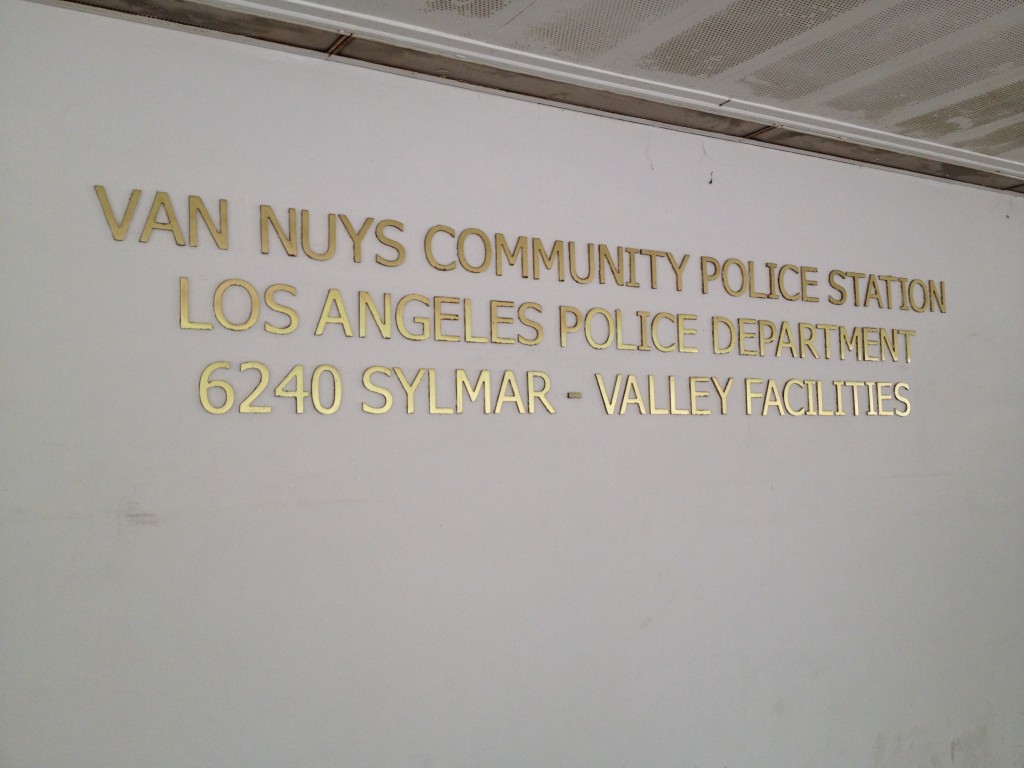 VAN NUYS COMMUNITY POLICE STATION
LOS ANGELES POLICE DEPARTMENT
6240 SYLMAR - VALLEY FACILITIES